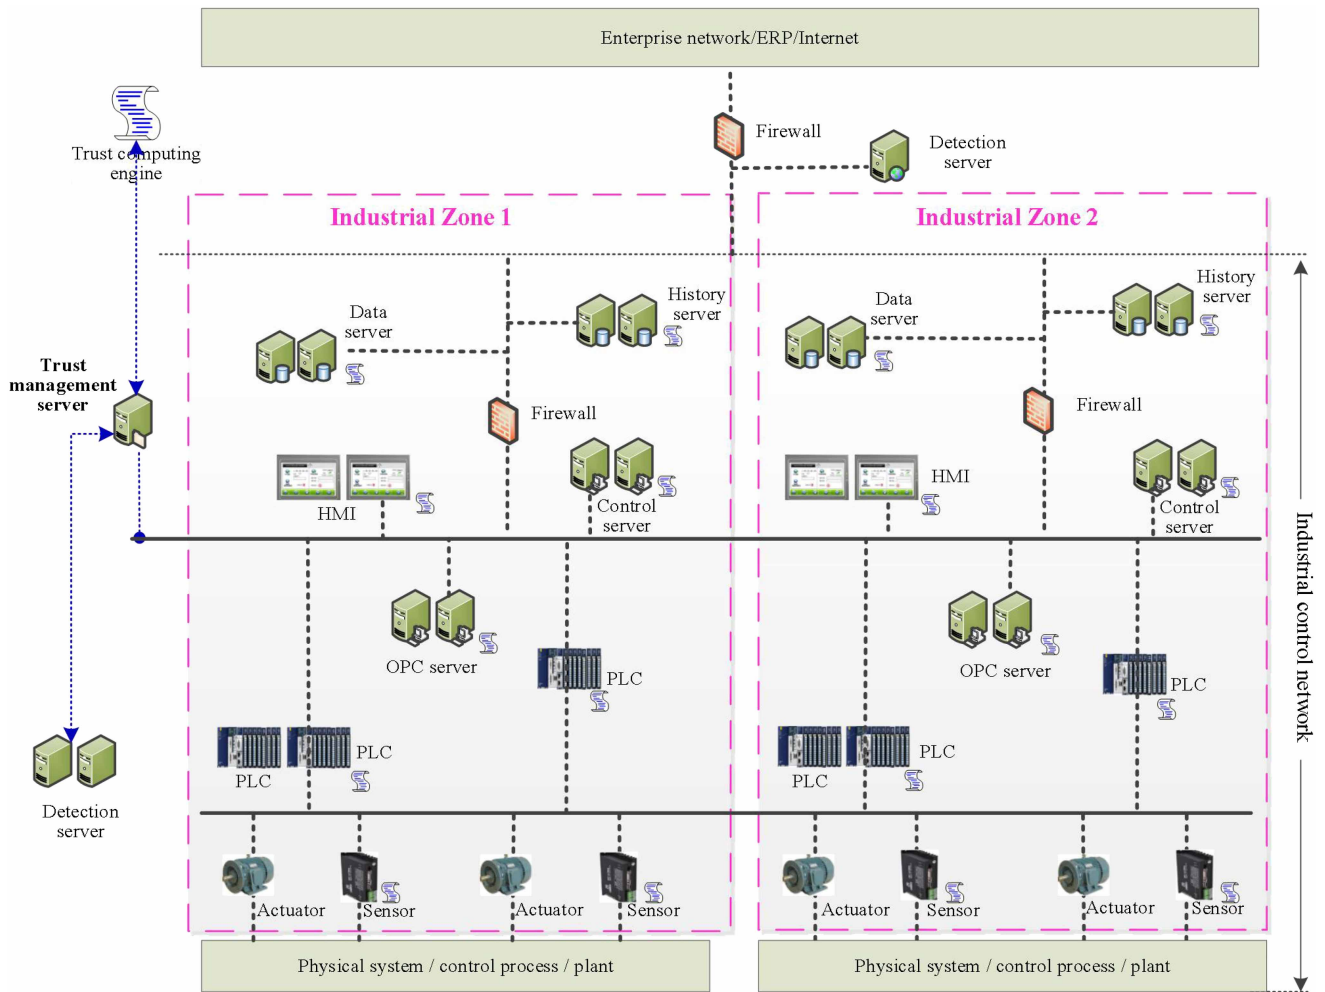 Enterprise network/ERP/Internet
Firewall
Detection
server
Trust computing
engine
Industrial Zone 1
Industrial Zone 2
History
server
Data
server
History
server
Data
server
Trust
management
server
Firewall
Firewall
HMI
Control
server
HMI
Control
server
Industrial control network
OPC server
PLC
OPC server
PLC
PLC
PLC
PLC
PLC
Detection
server
Actuator
Sensor
Actuator
Sensor
Actuator
Sensor
Actuator
Sensor
Physical system / control process / plant
Physical system / control process / plant